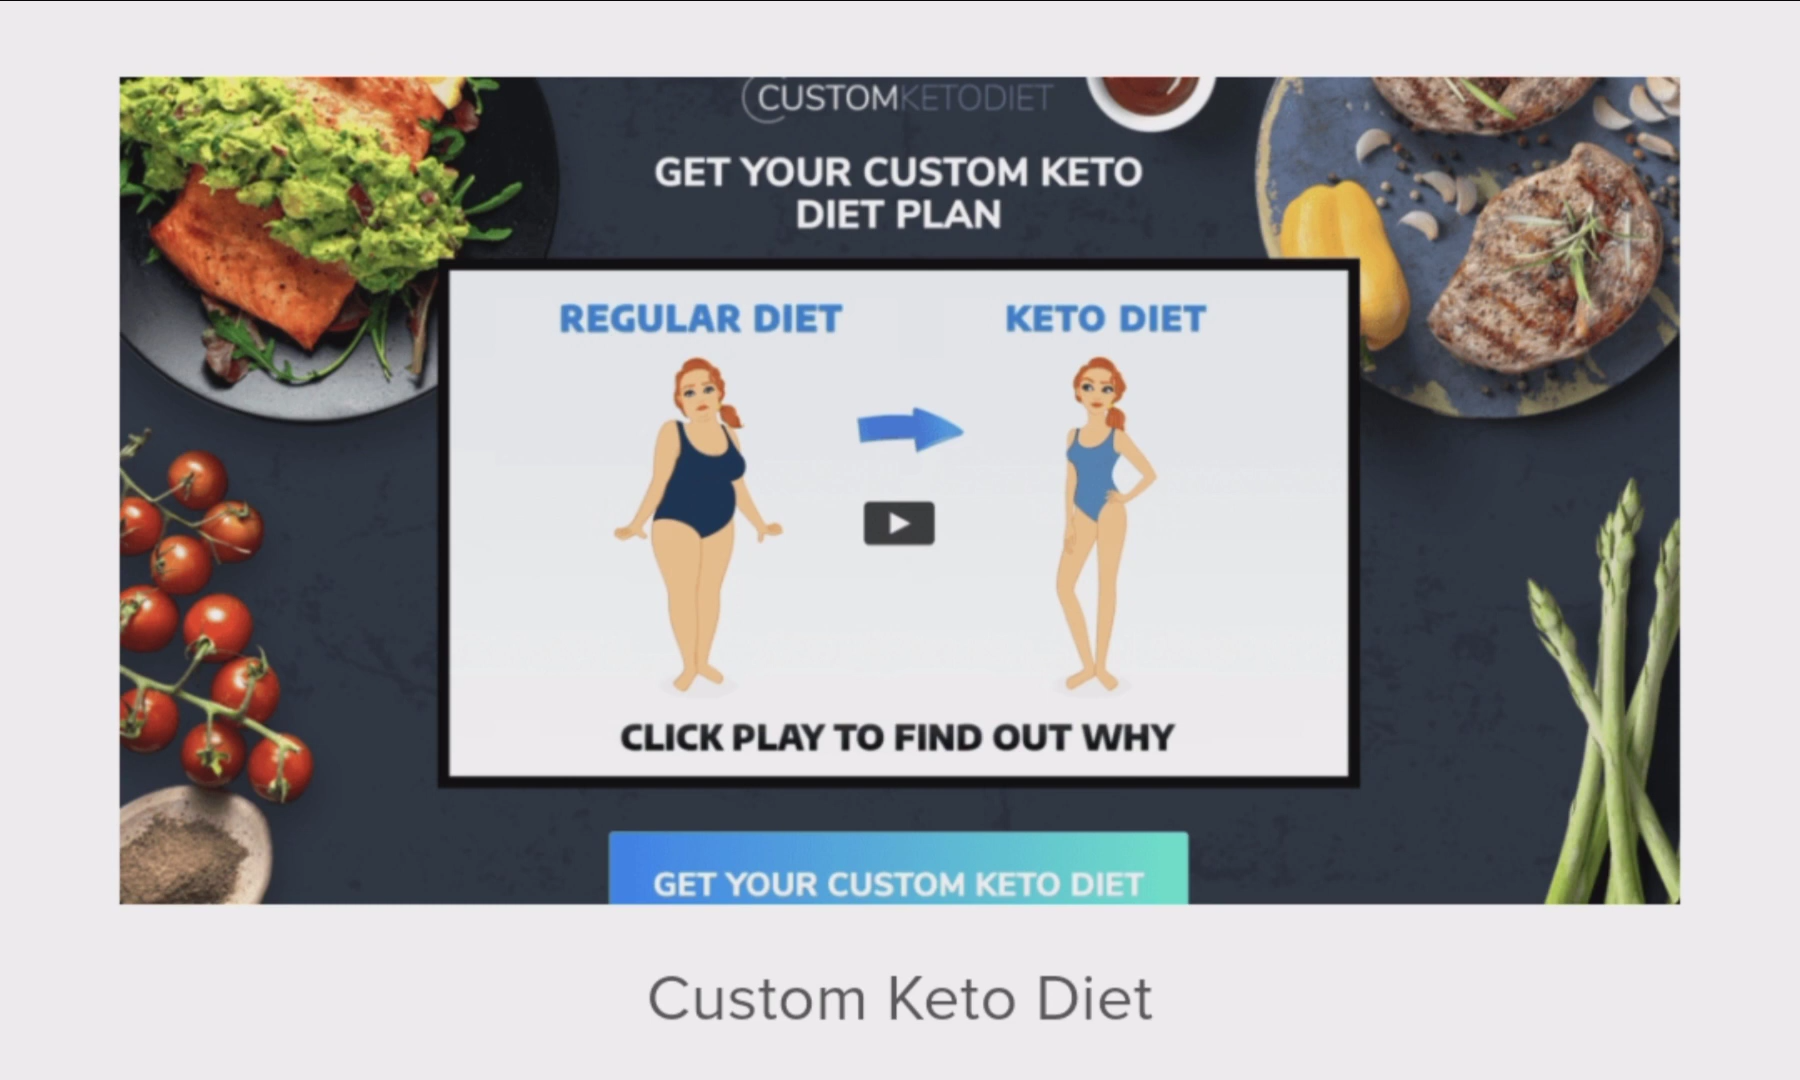 CUSTOMKETODIET
GET YOUR CUSTOM KETO
DIET PLAN
REGULAR DIET
KETO DIET
CLICK PLAY TO FIND OUT WHY
GET YOUR CUSTOM KETO DIET
Custom Keto Diet